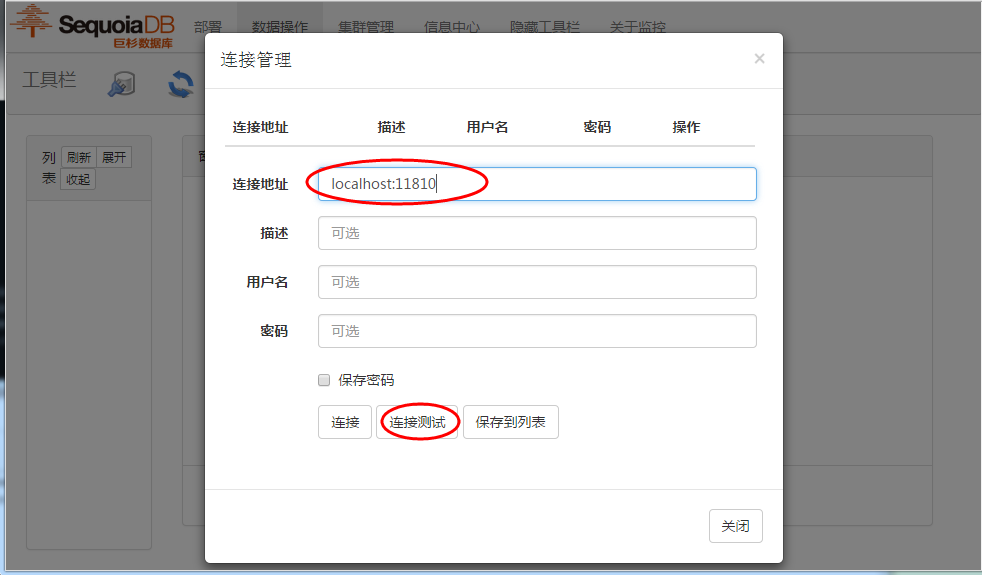 SequoiaDB
巨杉数据库
部署 数据操作 集群管理 信息中心 隐藏工具栏 关于监控
工具栏
列表 刷新 展开 收起
连接管理 ×
连接地址 描述 用户名 密码 操作
连接地址 localhost:11810
描述 可选
用户名 可选
密码 可选
保存密码
连接 连接测试 保存到列表
关闭